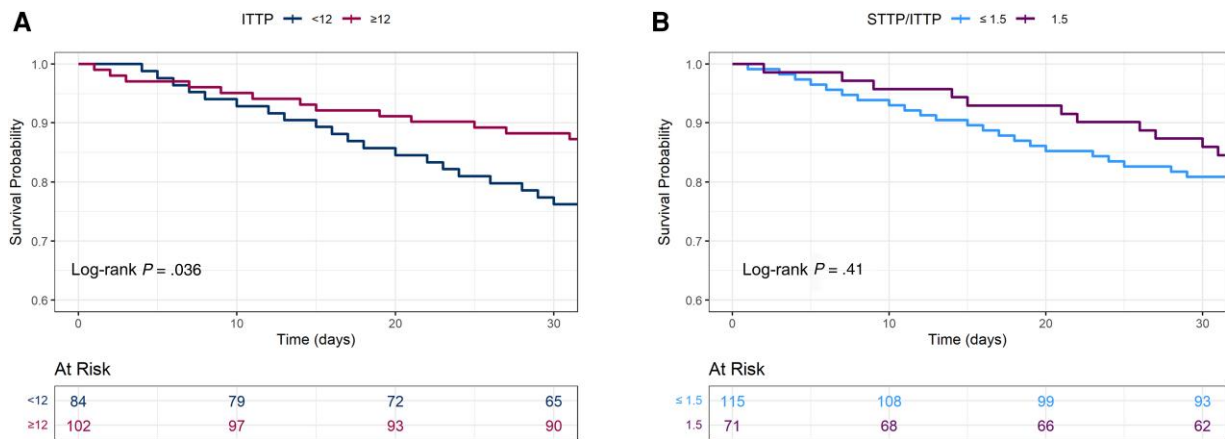 A
ITTP <12 ≥12
1.0
0.9
0.8
0.7
0.6
Survival Probability
Log-rank P = .036
0 10 20 30
Time (days)
At Risk
<12 84 79 72 65
≥12 102 97 93 90
B
STTP/ITTP ≤ 1.5 1.5
1.0
0.9
0.8
0.7
0.6
Survival Probability
Log-rank P = .41
0 10 20 30
Time (days)
At Risk
≤ 1.5 115 108 99 93
1.5 71 68 66 62